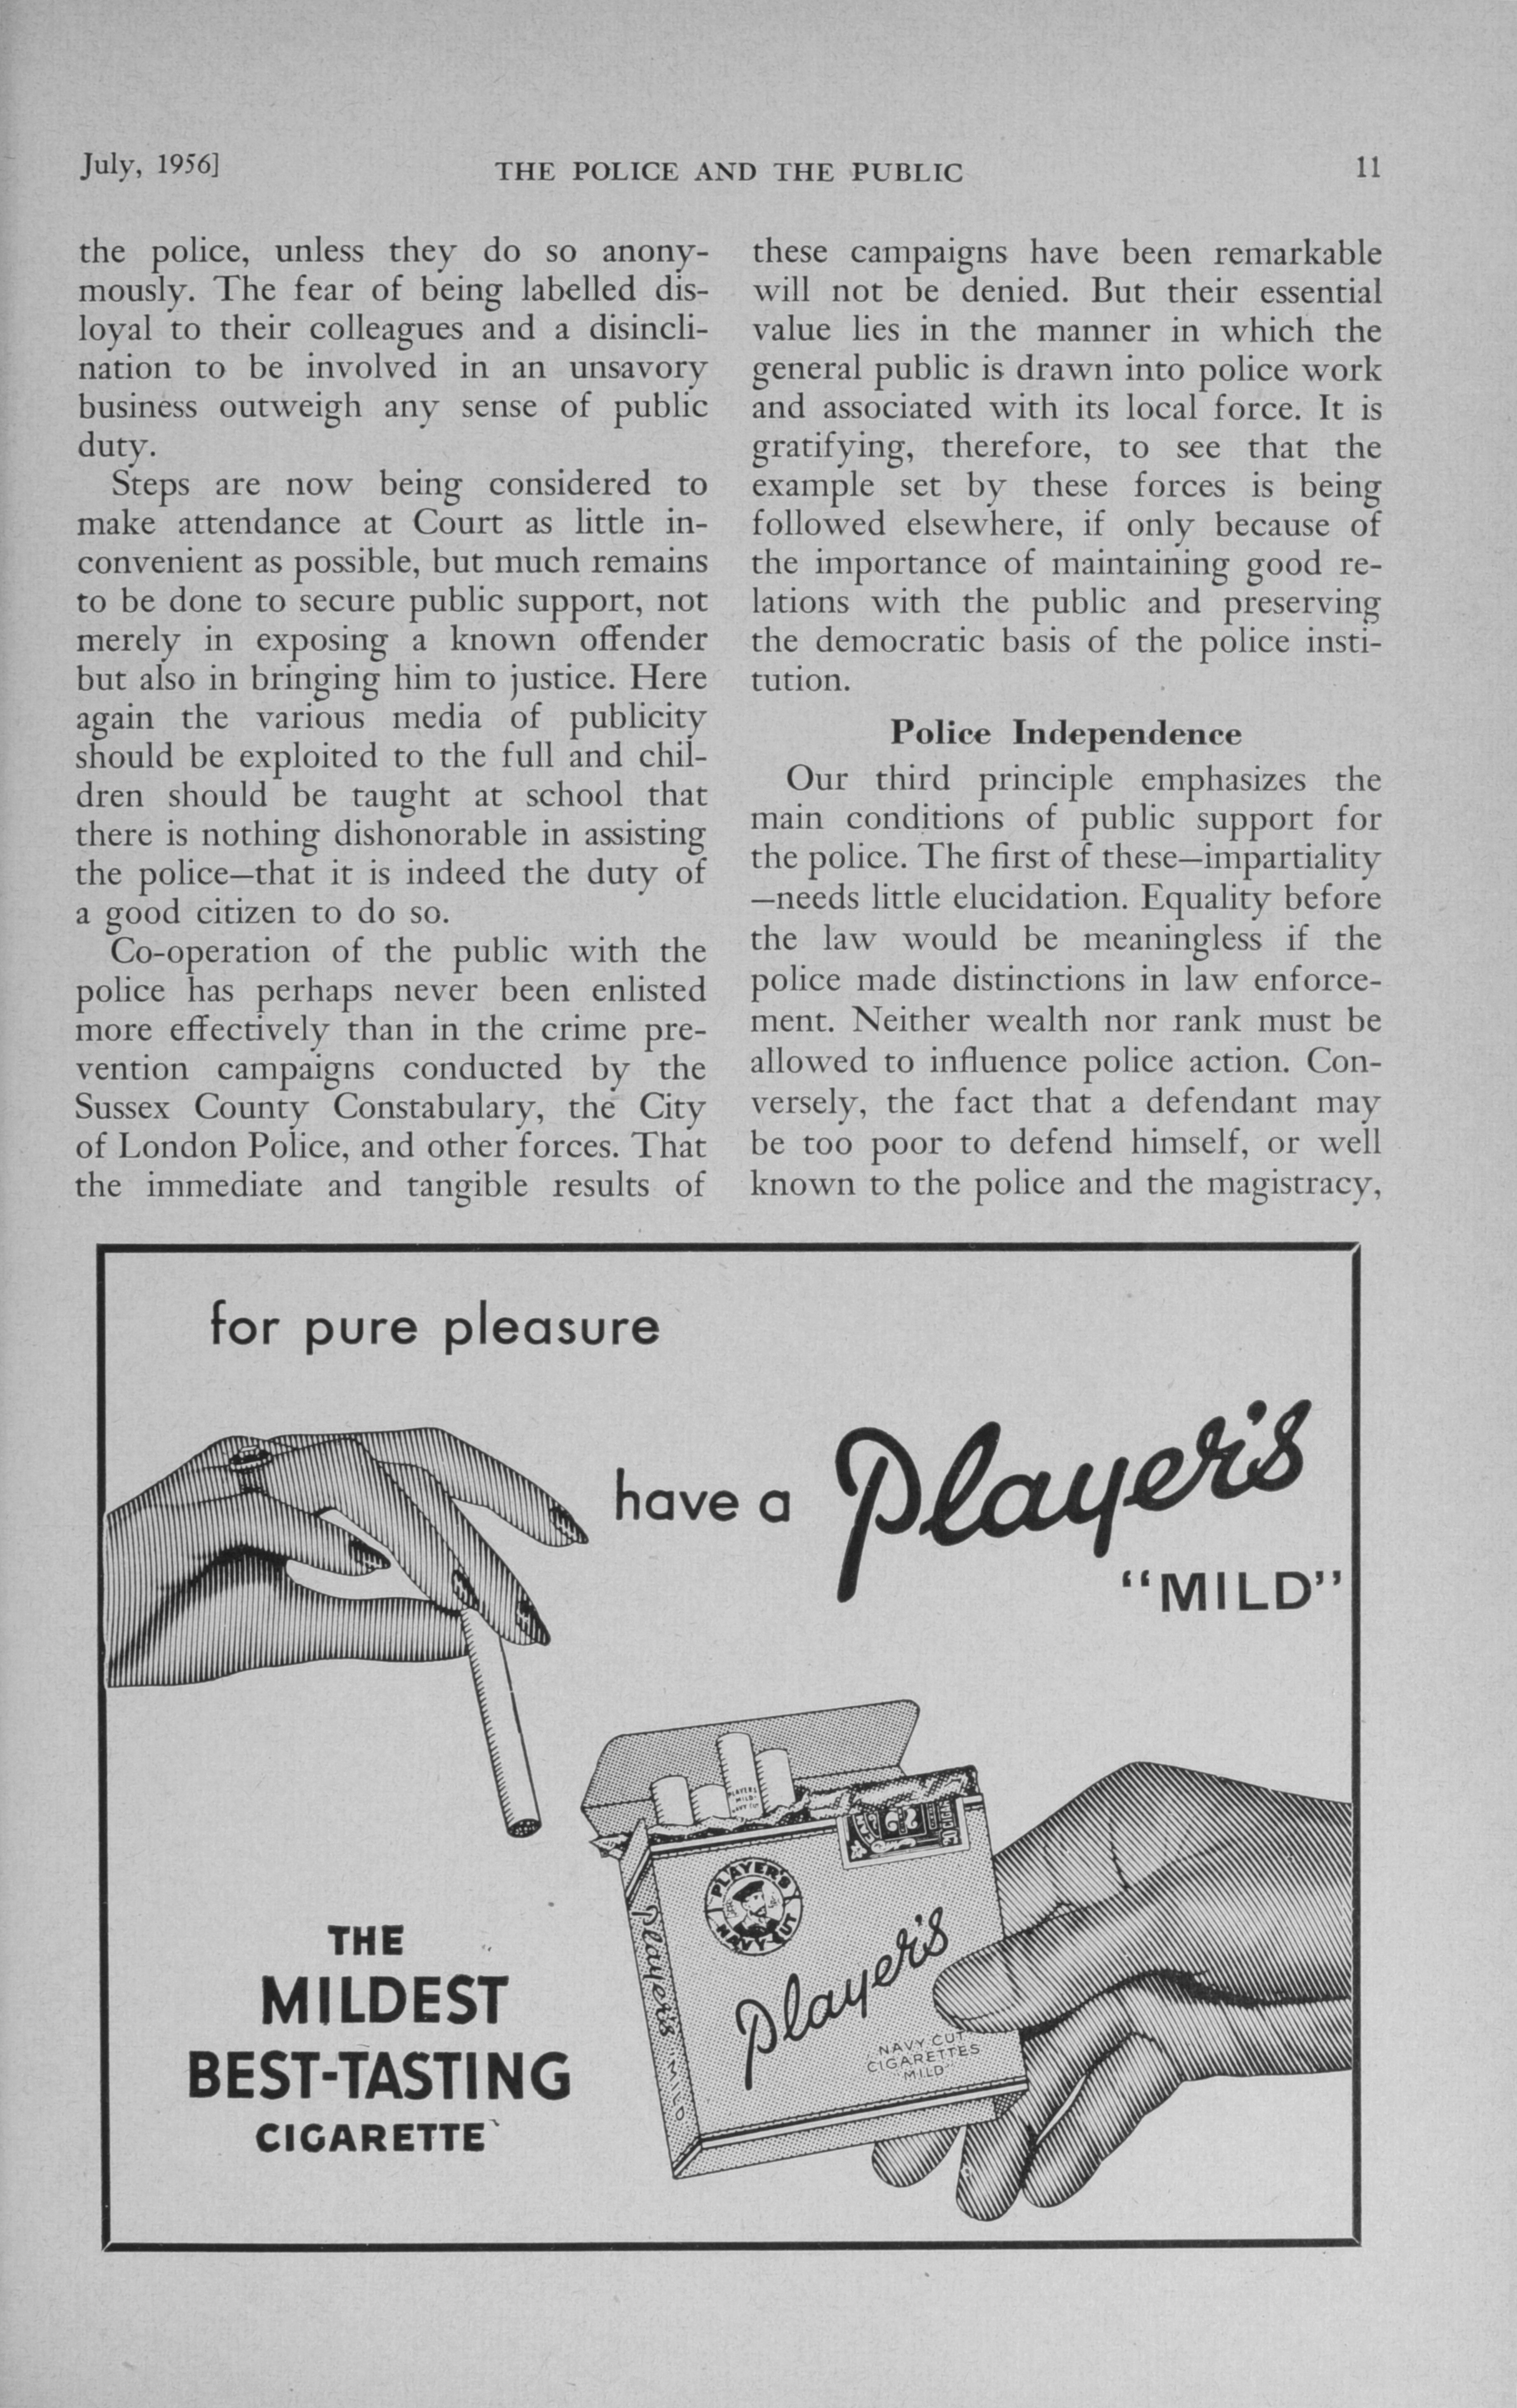 July, 1956]
THE POLICE AND THE PUBLIC
11
the police, unless they do so anony-
mously. The fear of being labelled dis-
loyal to their colleagues and a disincli-
nation to be involved in an unsavory
business outweigh any sense of public
duty.
Steps are now being considered to
make attendance at Court as little in-
convenient as possible, but much remains
to be done to secure public support, not
merely in exposing a known offender
but also in bringing him to justice. Here
again the various media of publicity
should be exploited to the full and chil-
dren should be taught at school that
there is nothing dishonorable in assisting
the police—that it is indeed the duty of
a good citizen to do so.
Co-operation of the public with the
police has perhaps never been enlisted
more effectively than in the crime pre-
vention campaigns conducted by the
Sussex County Constabulary, the City
of London Police, and other forces. That
the immediate and tangible results of
these campaigns have been remarkable
will not be denied. But their essential
value lies in the manner in which the
general public is drawn into police work
and associated with its local force. It is
gratifying, therefore, to see that the
example set by these forces is being
followed elsewhere, if only because of
the importance of maintaining good re-
lations with the public and preserving
the democratic basis of the police insti-
tution.
Police Independence
Our third principle emphasizes the
main conditions of public support for
the police. The first of these—impartiality
—needs little elucidation. Equality before
the law would be meaningless if the
police made distinctions in law enforce-
ment. Neither wealth nor rank must be
allowed to influence police action. Con-
versely, the fact that a defendant may
be too poor to defend himself, or well
known to the police and the magistracy,
for pure pleasure
have a Player's
"MILD"
THE
MILDEST
BEST-TASTING
CIGARETTE
PLAYER'S
NAVY CUT
Player's
NAVY CUT
CIGARETTES
"MILD"
Player's "MILD"
PLAYER'S
MILD
NAVY CUT